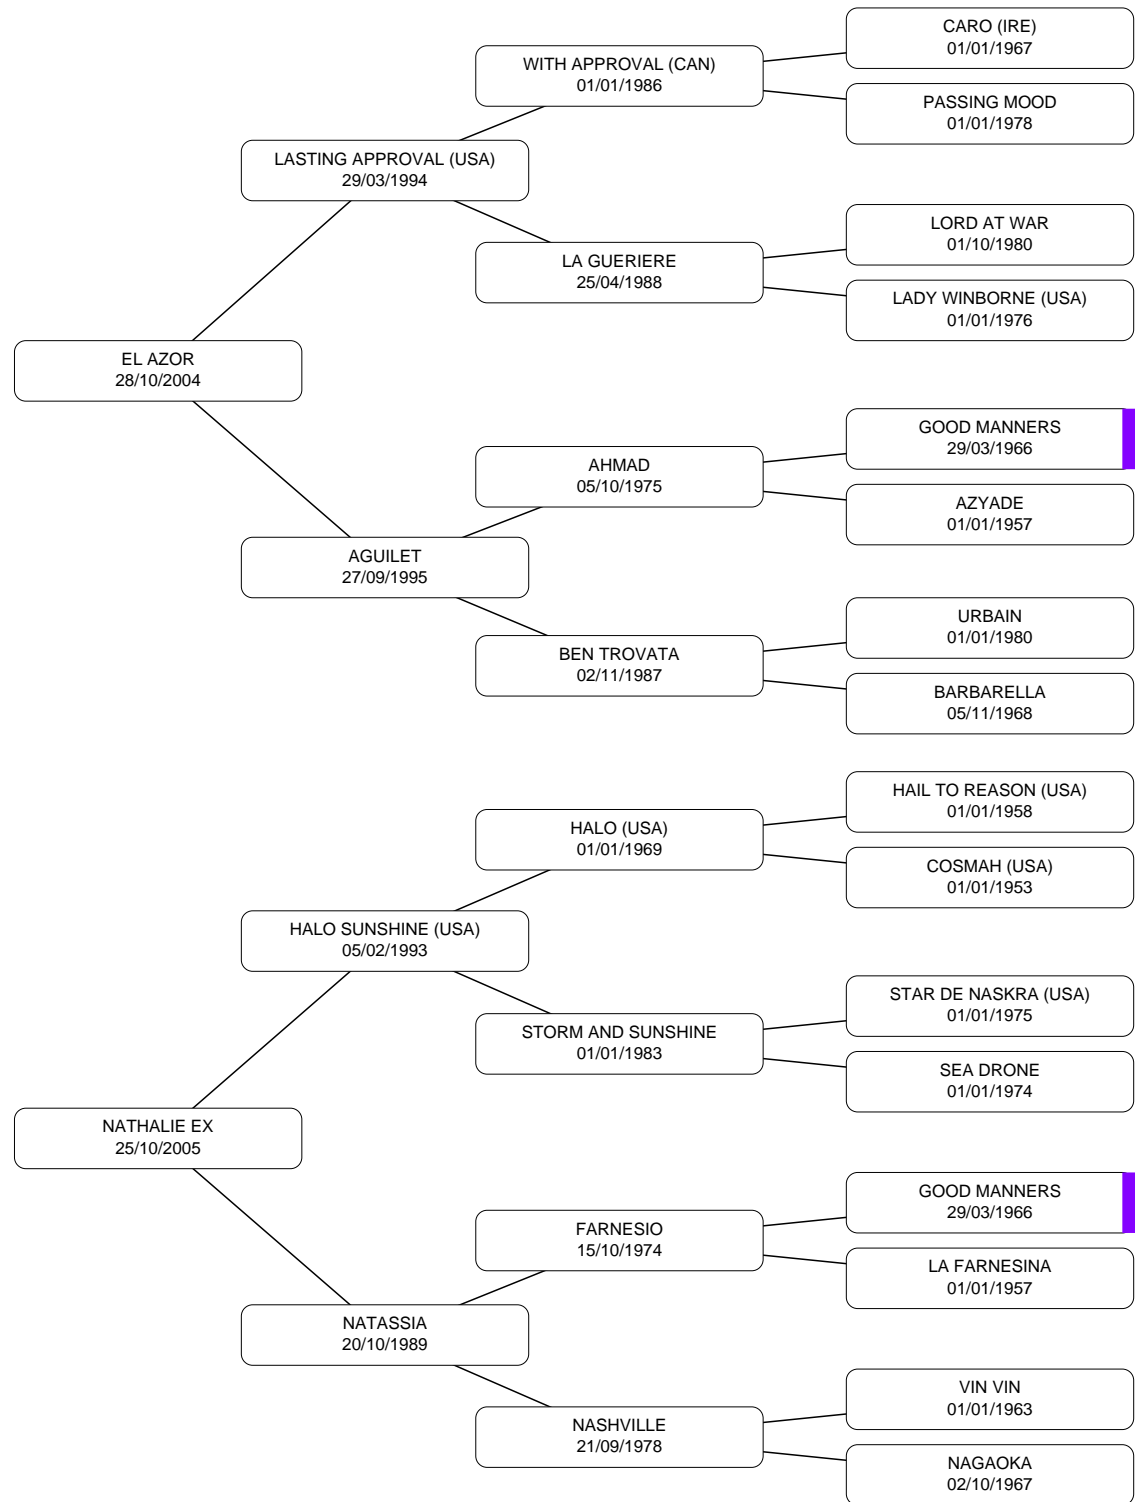 CARO (IRE)
01/01/1967
WITH APPROVAL (CAN)
01/01/1986
PASSING MOOD
01/01/1978
LASTING APPROVAL (USA)
29/03/1994
LORD AT WAR
01/10/1980
LA GUERIERE
25/04/1988
LADY WINBORNE (USA)
01/01/1976
EL AZOR
28/10/2004
GOOD MANNERS
29/03/1966
AHMAD
05/10/1975
AZYADE
01/01/1957
AGUILET
27/09/1995
URBAIN
01/01/1980
BEN TROVATA
02/11/1987
BARBARELLA
05/11/1968
HAIL TO REASON (USA)
01/01/1958
HALO (USA)
01/01/1969
COSMAH (USA)
01/01/1953
HALO SUNSHINE (USA)
05/02/1993
STAR DE NASKRA (USA)
01/01/1975
STORM AND SUNSHINE
01/01/1983
SEA DRONE
01/01/1974
NATHALIE EX
25/10/2005
GOOD MANNERS
29/03/1966
FARNESIO
15/10/1974
LA FARNESINA
01/01/1957
NATASSIA
20/10/1989
VIN VIN
01/01/1963
NASHVILLE
21/09/1978
NAGAOKA
02/10/1967